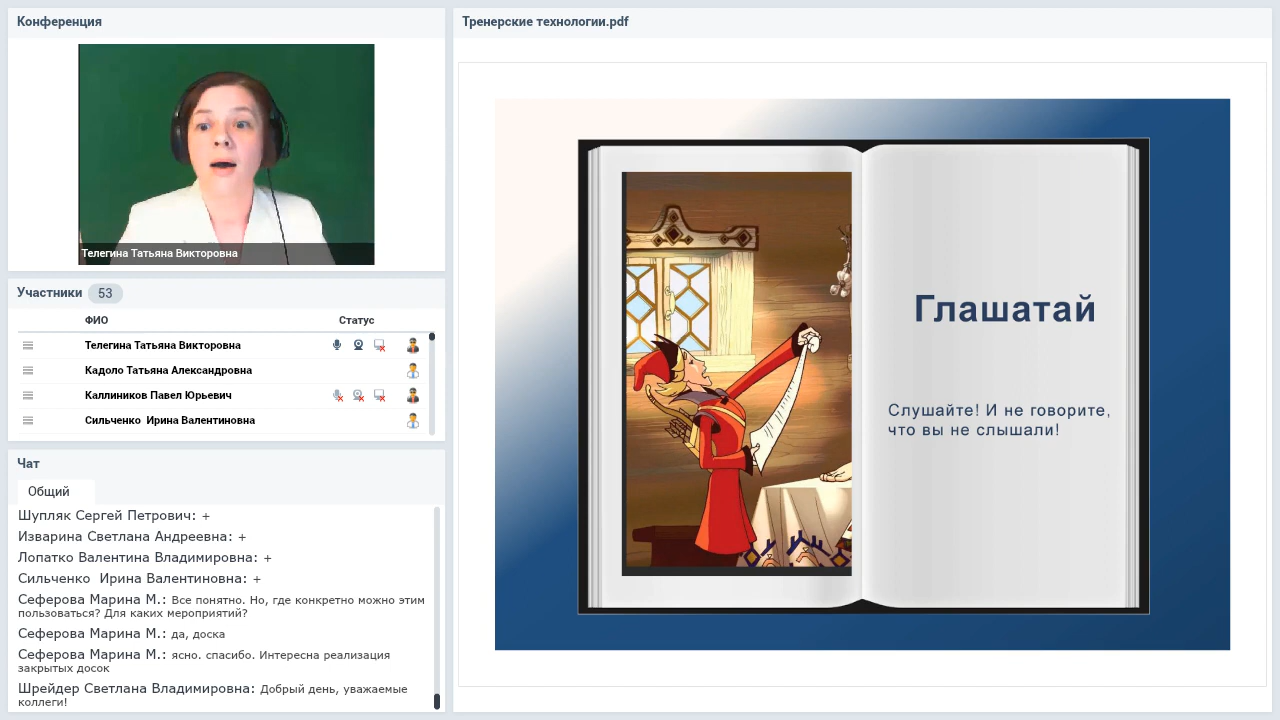 Конференция
Телегина Татьяна Викторовна
Участники 53
ФИО Статус
Телегина Татьяна Викторовна
Кадоло Татьяна Александровна
Каллиников Павел Юрьевич
Сильченко  Ирина Валентиновна
Чат
Общий
Шупляк Сергей Петрович: +
Изварина Светлана Андреевна: +
Лопатко Валентина Владимировна: +
Сильченко  Ирина Валентиновна: +
Сеферова Марина М.: Все понятно. Но, где конкретно можно этим
пользоваться? Для каких мероприятий?
Сеферова Марина М.: да, доска
Сеферова Марина М.: ясно. спасибо. Интересна реализация
закрытых досок
Шрейдер Светлана Владимировна: Добрый день, уважаемые
коллеги!
Тренерские технологии.pdf
Глашатай
Слушайте! И не говорите,
что вы не слышали!